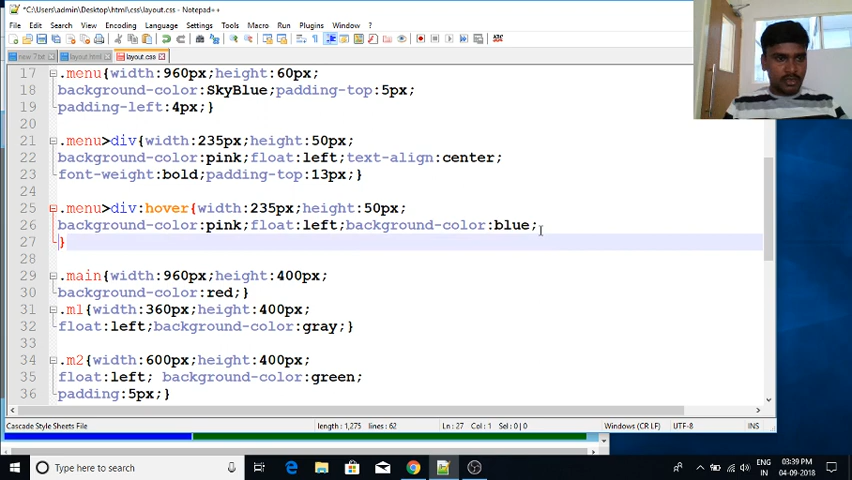 *C:\Users\admin\Desktop\html\css\layout.css - Notepad++
File Edit Search View Encoding Language Settings Tools Macro Run Plugins Window ?
new 7.txt layout.html layout.css
17 .menu{width:960px;height:60px;
18 background-color:SkyBlue;padding-top:5px;
19 padding-left:4px;}
20
21 .menu>div{width:235px;height:50px;
22 background-color:pink;float:left;text-align:center;
23 font-weight:bold;padding-top:13px;}
24
25 .menu>div:hover{width:235px;height:50px;
26 background-color:pink;float:left;background-color:blue;
27 }
28
29 .main{width:960px;height:400px;
30 background-color:red;}
31 .m1{width:360px;height:400px;
32 float:left;background-color:gray;}
33
34 .m2{width:600px;height:400px;
35 float:left; background-color:green;
36 padding:5px;}
Cascade Style Sheets File length : 1,275 lines : 62 Ln : 27 Col : 1 Sel : 0 | 0 Windows (CR LF) UTF-8 INS
Type here to search
ENG 03:39 PM
IN 04-09-2018